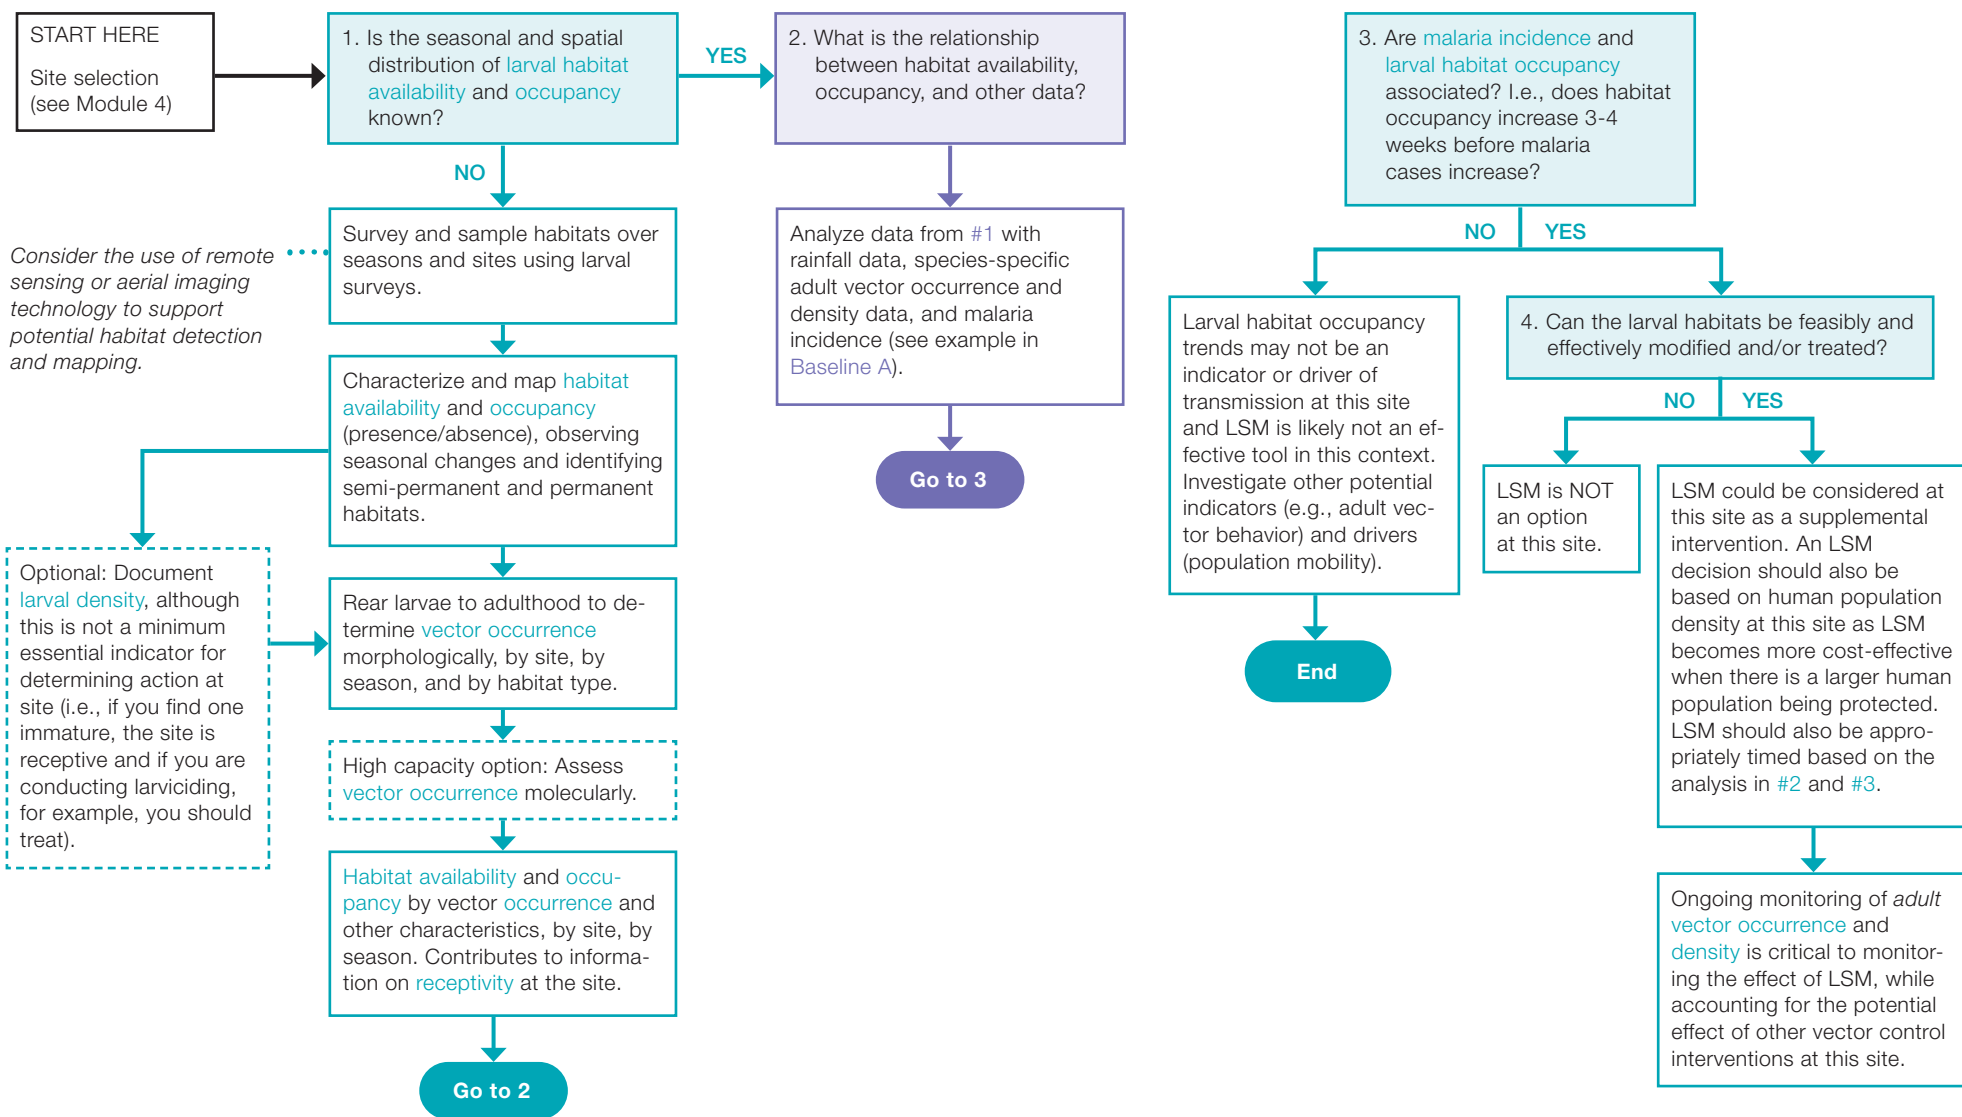 START HERE
Site selection
(see Module 4)
1. Is the seasonal and spatial
distribution of larval habitat
availability and occupancy
known?
YES
NO
Survey and sample habitats over
seasons and sites using larval
surveys.
Consider the use of remote
sensing or aerial imaging
technology to support
potential habitat detection
and mapping.
Characterize and map habitat
availability and occupancy
(presence/absence), observing
seasonal changes and identifying
semi-permanent and permanent
habitats.
Optional: Document
larval density, although
this is not a minimum
essential indicator for
determining action at
site (i.e., if you find one
immature, the site is
receptive and if you are
conducting larviciding,
for example, you should
treat).
Rear larvae to adulthood to de-
termine vector occurrence
morphologically, by site, by
season, and by habitat type.
High capacity option: Assess
vector occurrence molecularly.
Habitat availability and occu-
pancy by vector occurrence and
other characteristics, by site, by
season. Contributes to informa-
tion on receptivity at the site.
Go to 2
2. What is the relationship
between habitat availability,
occupancy, and other data?
Analyze data from #1 with
rainfall data, species-specific
adult vector occurrence and
density data, and malaria
incidence (see example in
Baseline A).
Go to 3
3. Are malaria incidence and
larval habitat occupancy
associated? I.e., does habitat
occupancy increase 3-4
weeks before malaria
cases increase?
NO
YES
Larval habitat occupancy
trends may not be an
indicator or driver of
transmission at this site
and LSM is likely not an ef-
fective tool in this context.
Investigate other potential
indicators (e.g., adult vec-
tor behavior) and drivers
(population mobility).
End
4. Can the larval habitats be feasibly and
effectively modified and/or treated?
NO
YES
LSM is NOT
an option
at this site.
LSM could be considered at
this site as a supplemental
intervention. An LSM
decision should also be
based on human population
density at this site as LSM
becomes more cost-effective
when there is a larger human
population being protected.
LSM should also be appro-
priately timed based on the
analysis in #2 and #3.
Ongoing monitoring of adult
vector occurrence and
density is critical to monitor-
ing the effect of LSM, while
accounting for the potential
effect of other vector control
interventions at this site.